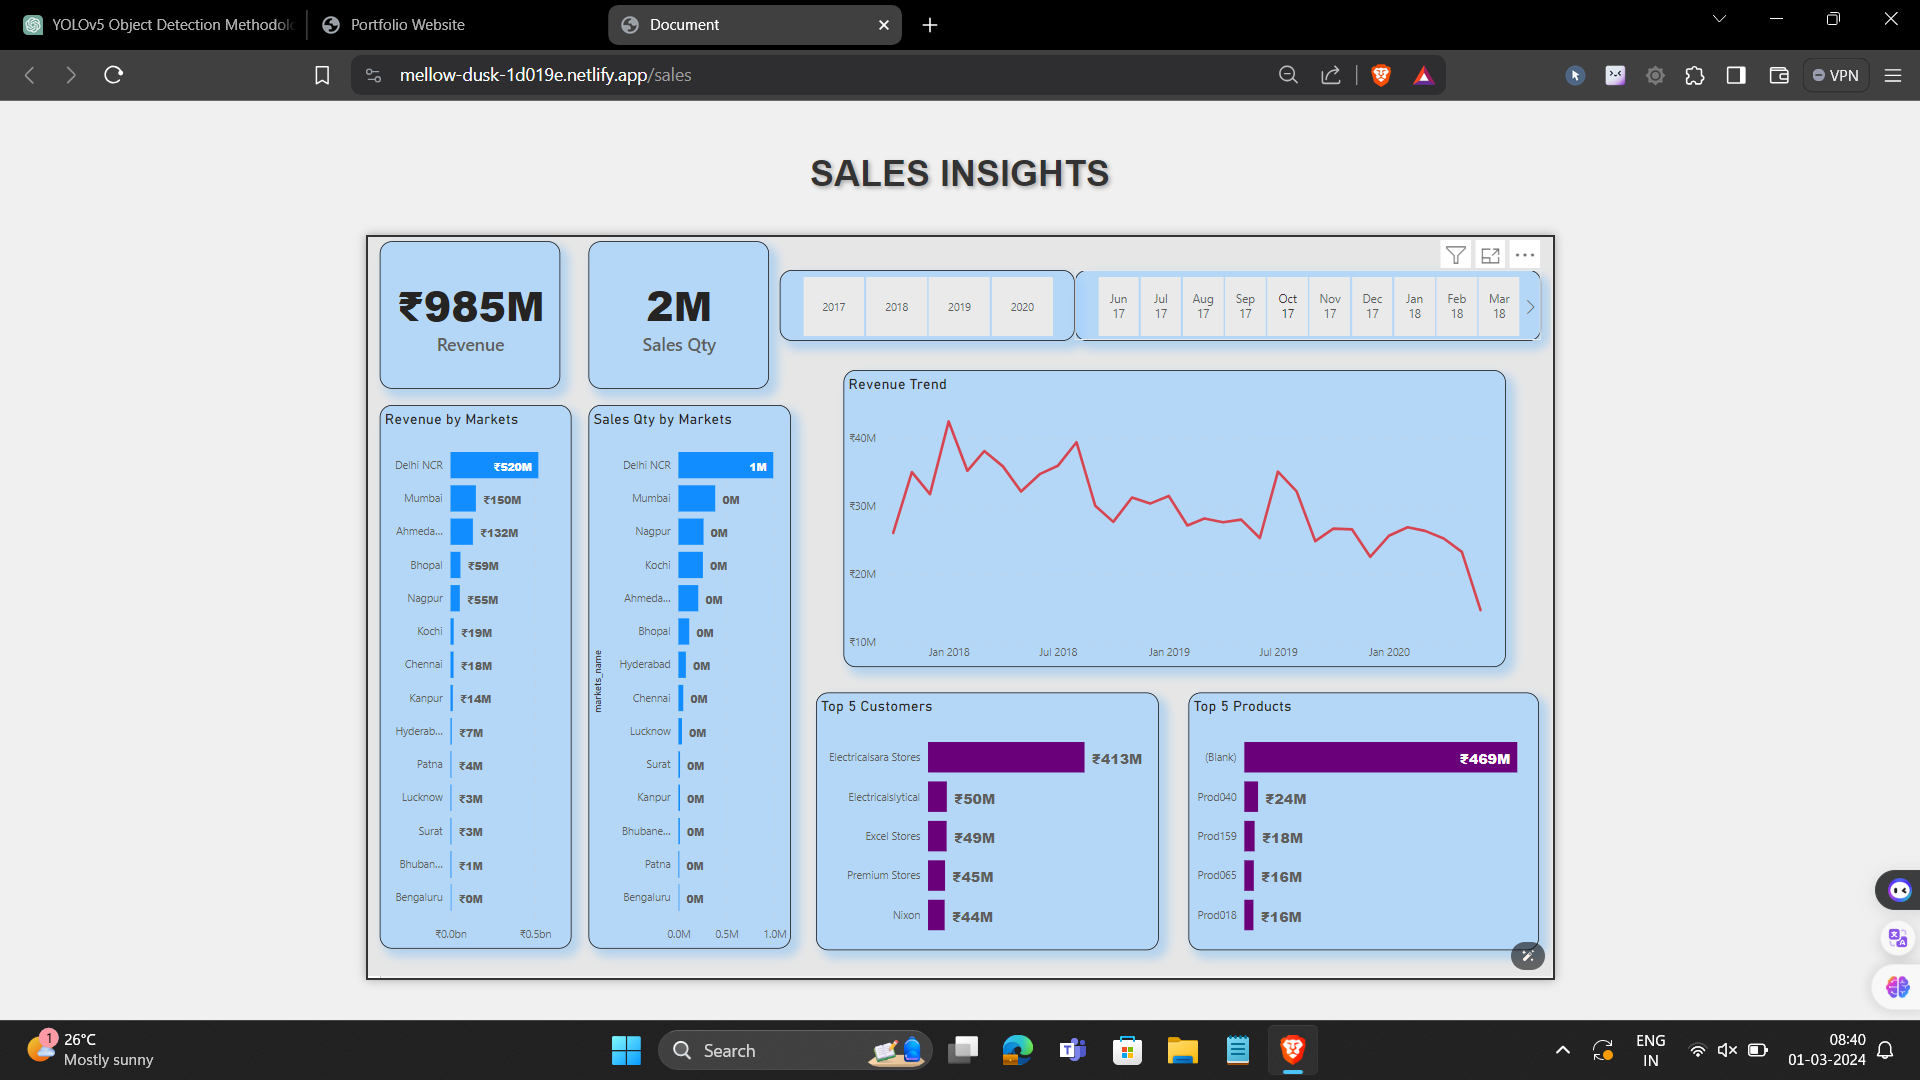 YOLOv5 Object Detection Methodol
Portfolio Website
Document
mellow-dusk-1d019e.netlify.app/sales
VPN
SALES INSIGHTS
₹985M
Revenue
2M
Sales Qty
2017
2018
2019
2020
Jun 17
Jul 17
Aug 17
Sep 17
Oct 17
Nov 17
Dec 17
Jan 18
Feb 18
Mar 18
Revenue by Markets
Delhi NCR ₹520M
Mumbai ₹150M
Ahmeda... ₹132M
Bhopal ₹59M
Nagpur ₹55M
Kochi ₹19M
Chennai ₹18M
Kanpur ₹14M
Hyderab... ₹7M
Patna ₹4M
Lucknow ₹3M
Surat ₹3M
Bhuban... ₹1M
Bengaluru ₹0M
₹0.0bn ₹0.5bn
Sales Qty by Markets
markets_name
Delhi NCR 1M
Mumbai 0M
Nagpur 0M
Kochi 0M
Ahmeda... 0M
Bhopal 0M
Hyderabad 0M
Chennai 0M
Lucknow 0M
Surat 0M
Kanpur 0M
Bhubane... 0M
Patna 0M
Bengaluru 0M
0.0M 0.5M 1.0M
Revenue Trend
₹40M
₹30M
₹20M
₹10M
Jan 2018 Jul 2018 Jan 2019 Jul 2019 Jan 2020
Top 5 Customers
Electricalsara Stores ₹413M
Electricalslytical ₹50M
Excel Stores ₹49M
Premium Stores ₹45M
Nixon ₹44M
Top 5 Products
(Blank) ₹469M
Prod040 ₹24M
Prod159 ₹18M
Prod065 ₹16M
Prod018 ₹16M
1
26°C
Mostly sunny
Search
ENG
IN
08:40
01-03-2024